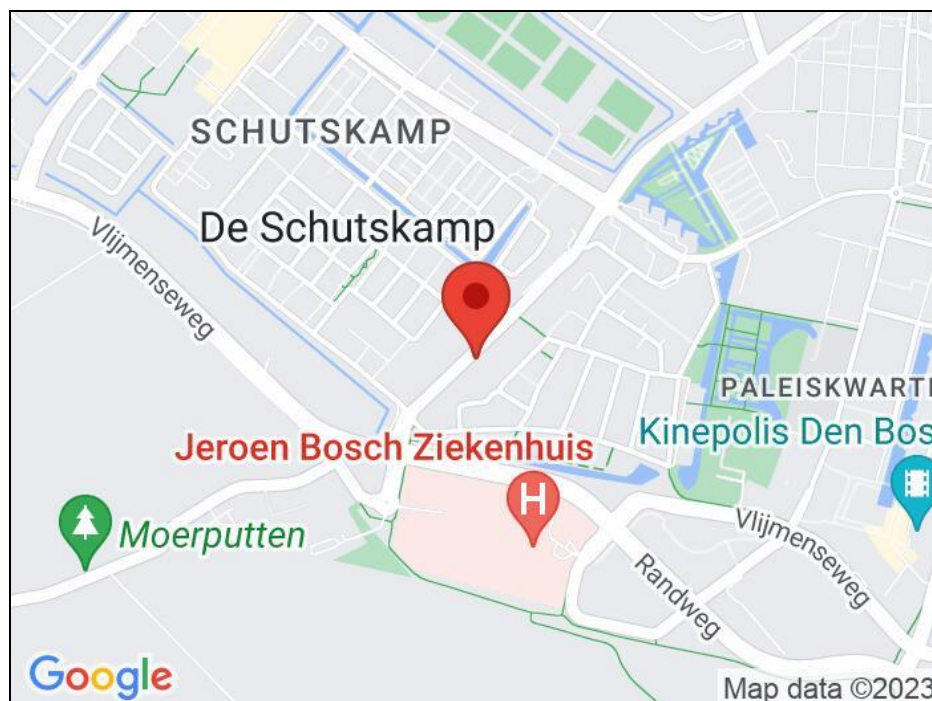 SCHUTSKAMP
De Schutskamp
Vlijmenseweg
PALEISKWARTI
Jeroen Bosch Ziekenhuis
Kinepolis Den Bos
H
Moerputten
Vlijmenseweg
Randweg
Google
Map data ©2023